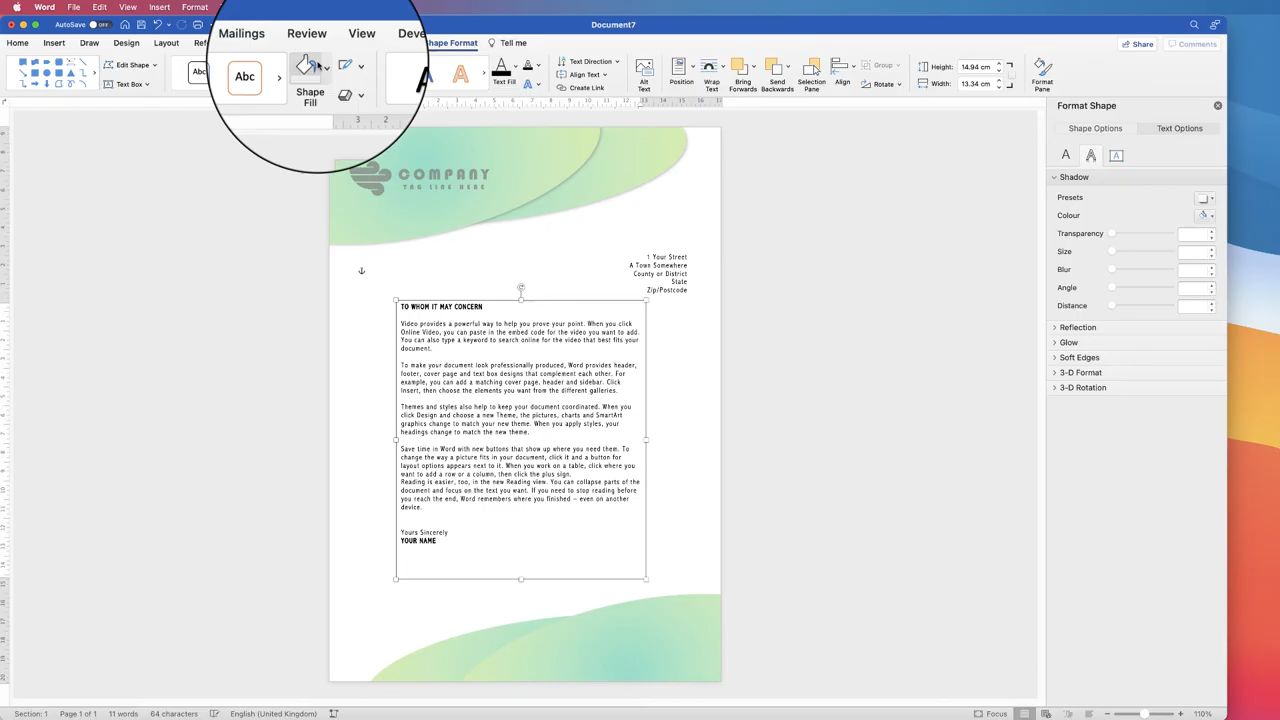 Word File Edit View Insert Format
AutoSave OFF
Document7
Home Insert Draw Design Layout
Mailings Review View
Shape Format Tell me
Share Comments
Edit Shape
Text Box
Abc
Abc
Shape
Fill
Text Fill
Text Direction
Align Text
Create Link
Alt
Text
Position
Wrap
Text
Bring
Forwards
Send
Backwards
Selection
Pane
Align
Group
Rotate
Height: 14.94 cm
Width: 13.34 cm
Format
Pane
COMPANY
TAG LINE HERE
1 Your Street
A Town Somewhere
County or District
State
Zip/Postcode
TO WHOM IT MAY CONCERN
Video provides a powerful way to help you prove your point. When you click
Online Video, you can paste in the embed code for the video you want to add.
You can also type a keyword to search online for the video that best fits your
document.
To make your document look professionally produced, Word provides header,
footer, cover page and text box designs that complement each other. For
example, you can add a matching cover page, header and sidebar. Click
Insert, then choose the elements you want from the different galleries.
Themes and styles also help to keep your document coordinated. When you
click Design and choose a new Theme, the pictures, charts and SmartArt
graphics change to match your new theme. When you apply styles, your
headings change to match the new theme.
Save time in Word with new buttons that show up where you need them. To
change the way a picture fits in your document, click it and a button for
layout options appears next to it. When you work on a table, click where you
want to add a row or a column, then click the plus sign.
Reading is easier, too, in the new Reading view. You can collapse parts of the
document and focus on the text you want. If you need to stop reading before
you reach the end, Word remembers where you finished – even on another
device.
Yours Sincerely
YOUR NAME
Format Shape
Shape Options Text Options
Shadow
Presets
Colour
Transparency
Size
Blur
Angle
Distance
Reflection
Glow
Soft Edges
3-D Format
3-D Rotation
Section: 1 Page 1 of 1 11 words 64 characters English (United Kingdom)
Focus 110%